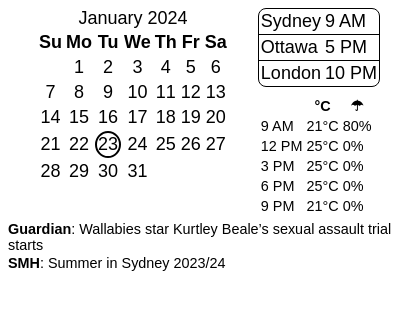 January 2024
Su Mo Tu We Th Fr Sa
1 2 3 4 5 6
7 8 9 10 11 12 13
14 15 16 17 18 19 20
21 22 23 24 25 26 27
28 29 30 31
Sydney 9 AM
Ottawa 5 PM
London 10 PM
°C ☂
9 AM 21°C 80%
12 PM 25°C 0%
3 PM 25°C 0%
6 PM 25°C 0%
9 PM 21°C 0%
Guardian: Wallabies star Kurtley Beale’s sexual assault trial
starts
SMH: Summer in Sydney 2023/24